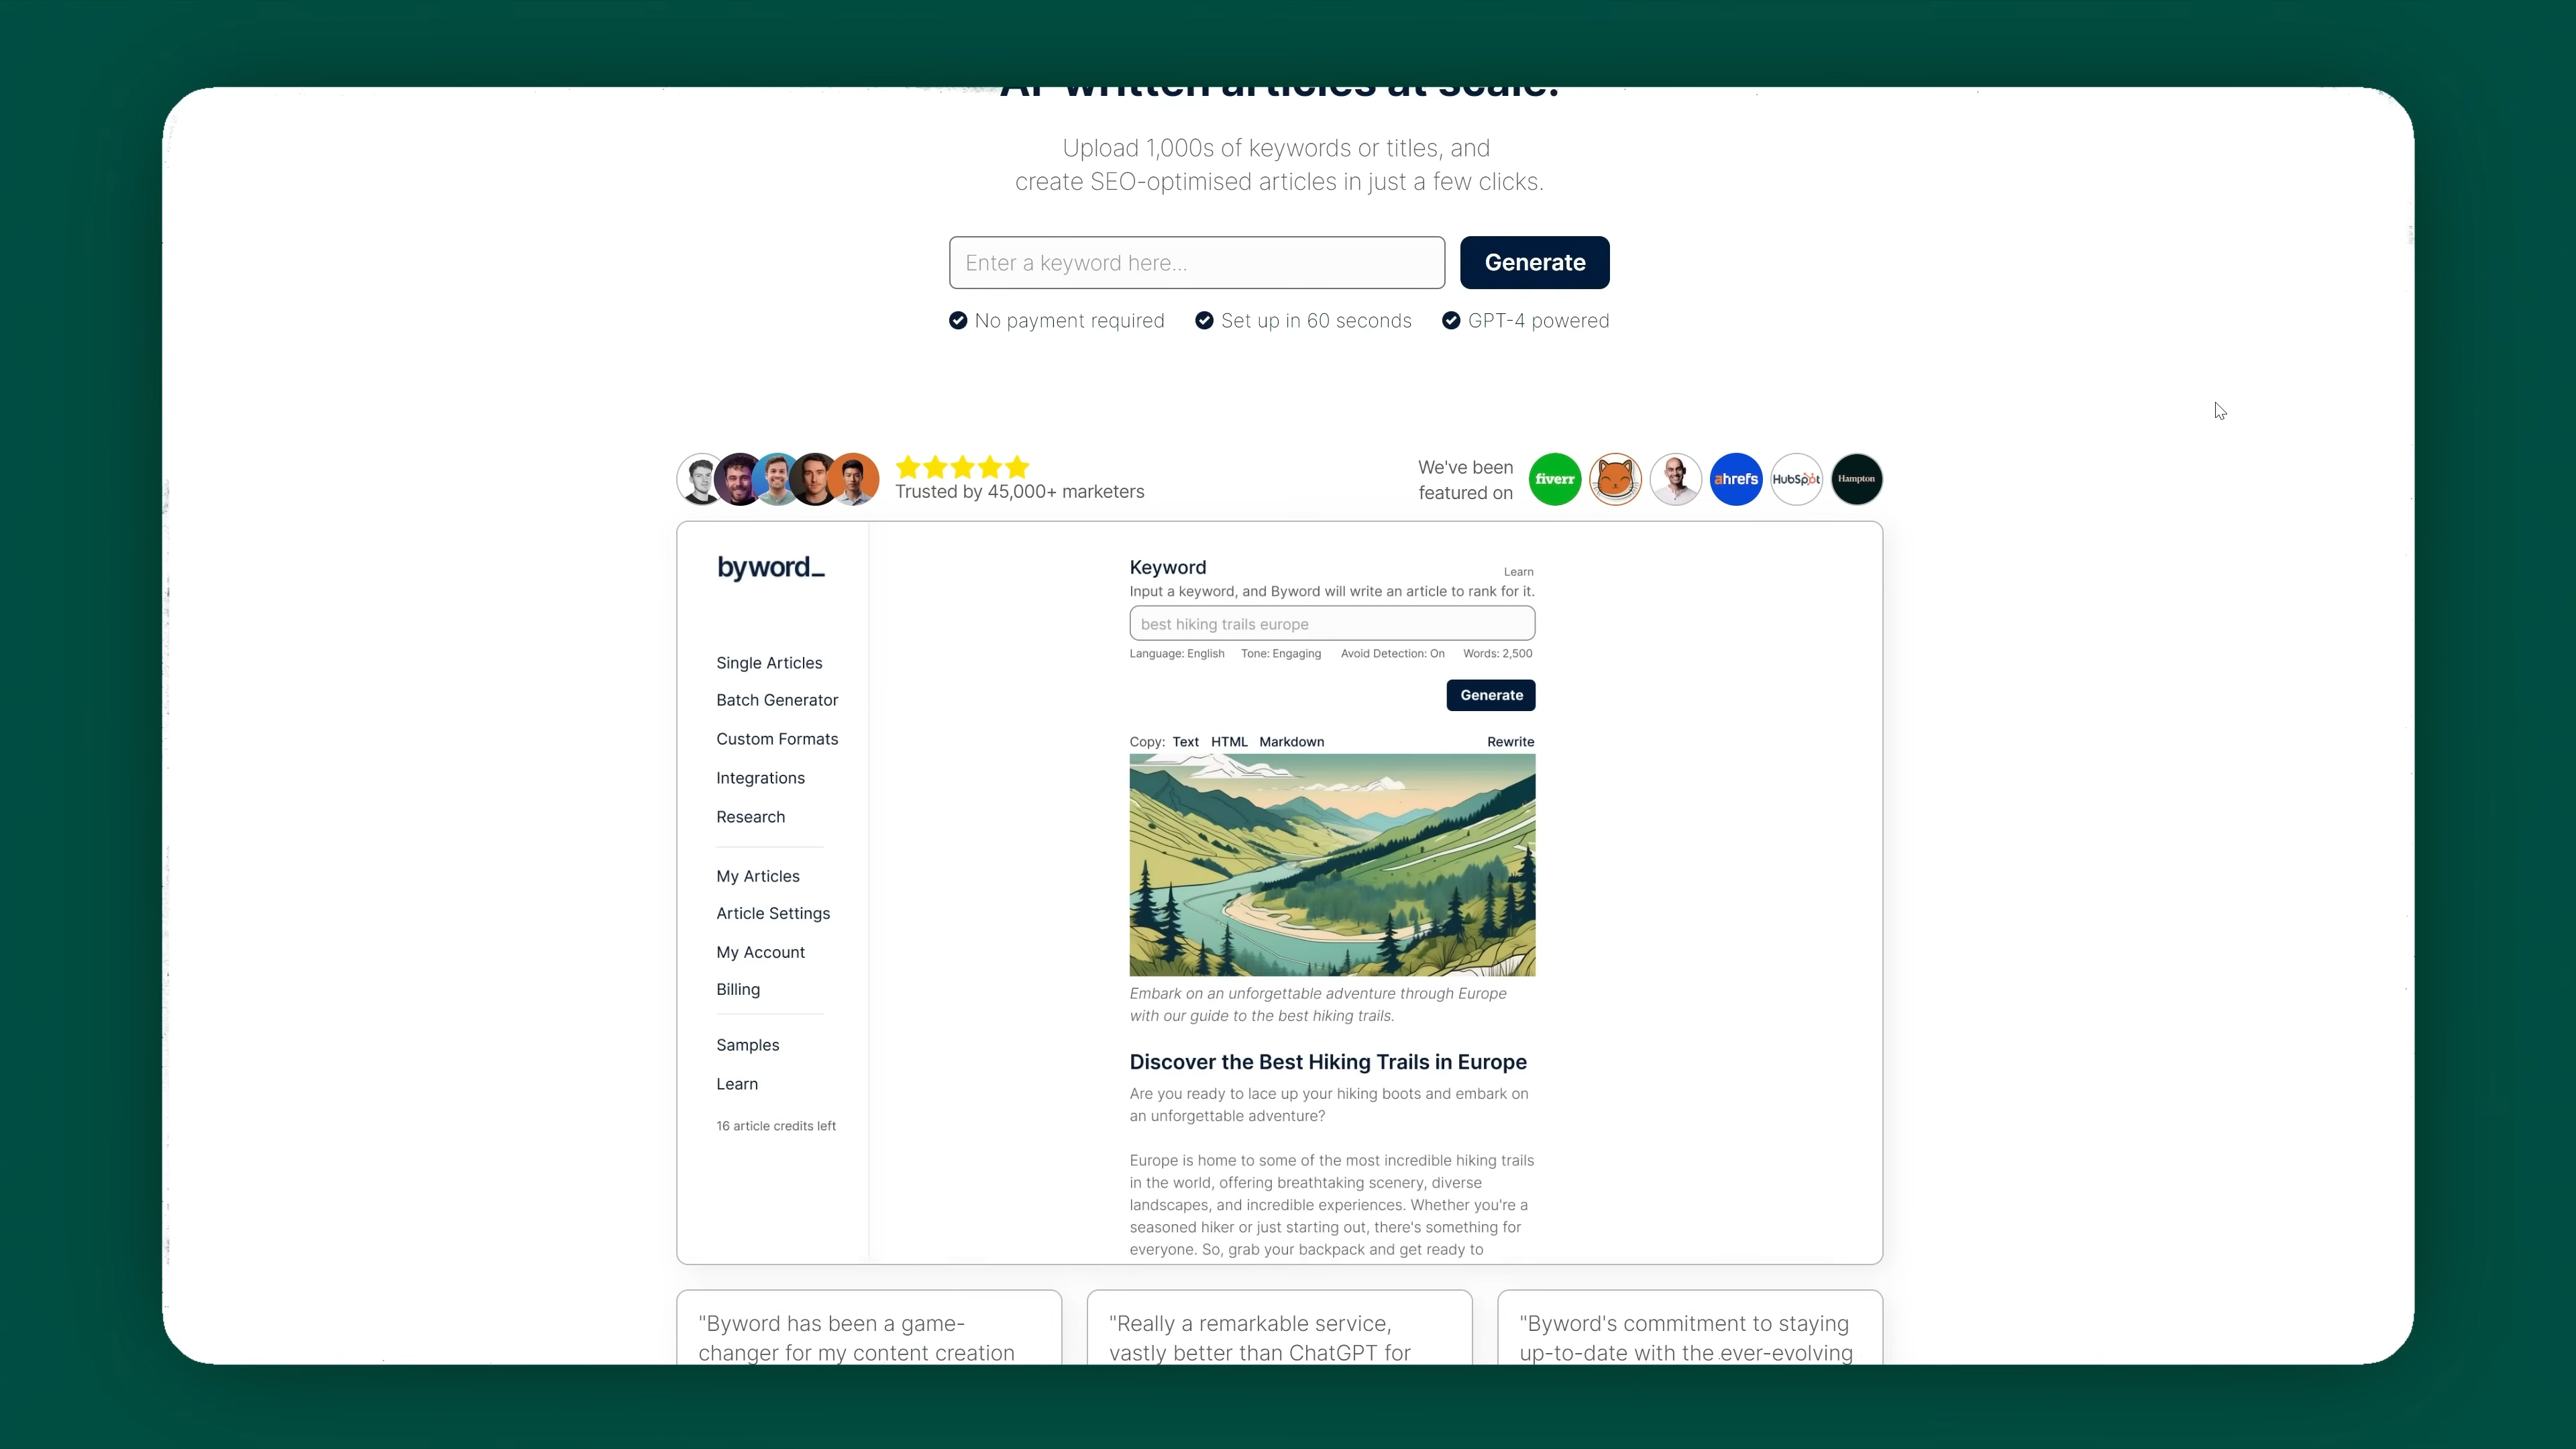 written articles at scale.
Upload 1,000s of keywords or titles, and
create SEO-optimised articles in just a few clicks.
Enter a keyword here...
Generate
No payment required
Set up in 60 seconds
GPT-4 powered
Trusted by 45,000+ marketers
We've been
featured on
fiverr
ahrefs
HubSpot
Hampton
byword_
Single Articles
Batch Generator
Custom Formats
Integrations
Research
My Articles
Article Settings
My Account
Billing
Samples
Learn
16 article credits left
Keyword
Learn
Input a keyword, and Byword will write an article to rank for it.
best hiking trails europe
Language: English
Tone: Engaging
Avoid Detection: On
Words: 2,500
Generate
Copy: Text HTML Markdown
Rewrite
Embark on an unforgettable adventure through Europe
with our guide to the best hiking trails.
Discover the Best Hiking Trails in Europe
Are you ready to lace up your hiking boots and embark on
an unforgettable adventure?
Europe is home to some of the most incredible hiking trails
in the world, offering breathtaking scenery, diverse
landscapes, and incredible experiences. Whether you're a
seasoned hiker or just starting out, there's something for
everyone. So, grab your backpack and get ready to
"Byword has been a game-
changer for my content creation
"Really a remarkable service,
vastly better than ChatGPT for
"Byword's commitment to staying
up-to-date with the ever-evolving